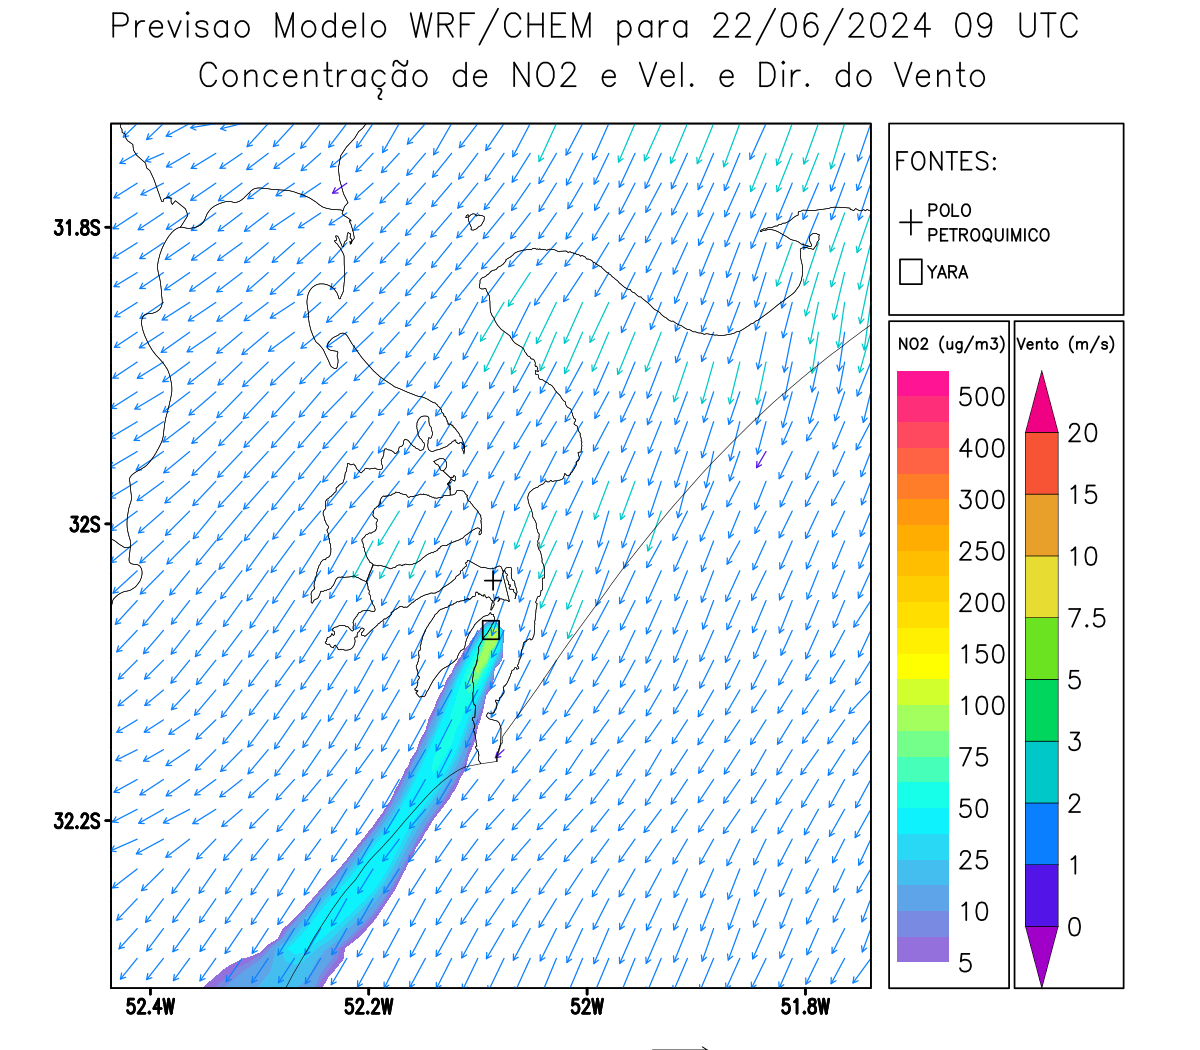 Previsao Modelo WRF/CHEM para 22/06/2024 09 UTC
Concentração de NO2 e Vel. e Dir. do Vento
FONTES:
POLO
PETROQUIMICO
YARA
NO2 (ug/m3)
500
400
300
250
200
150
100
75
50
25
10
5
Vento (m/s)
20
15
10
7.5
5
3
2
1
0
31.8S
32S
32.2S
52.4W
52.2W
52W
51.8W